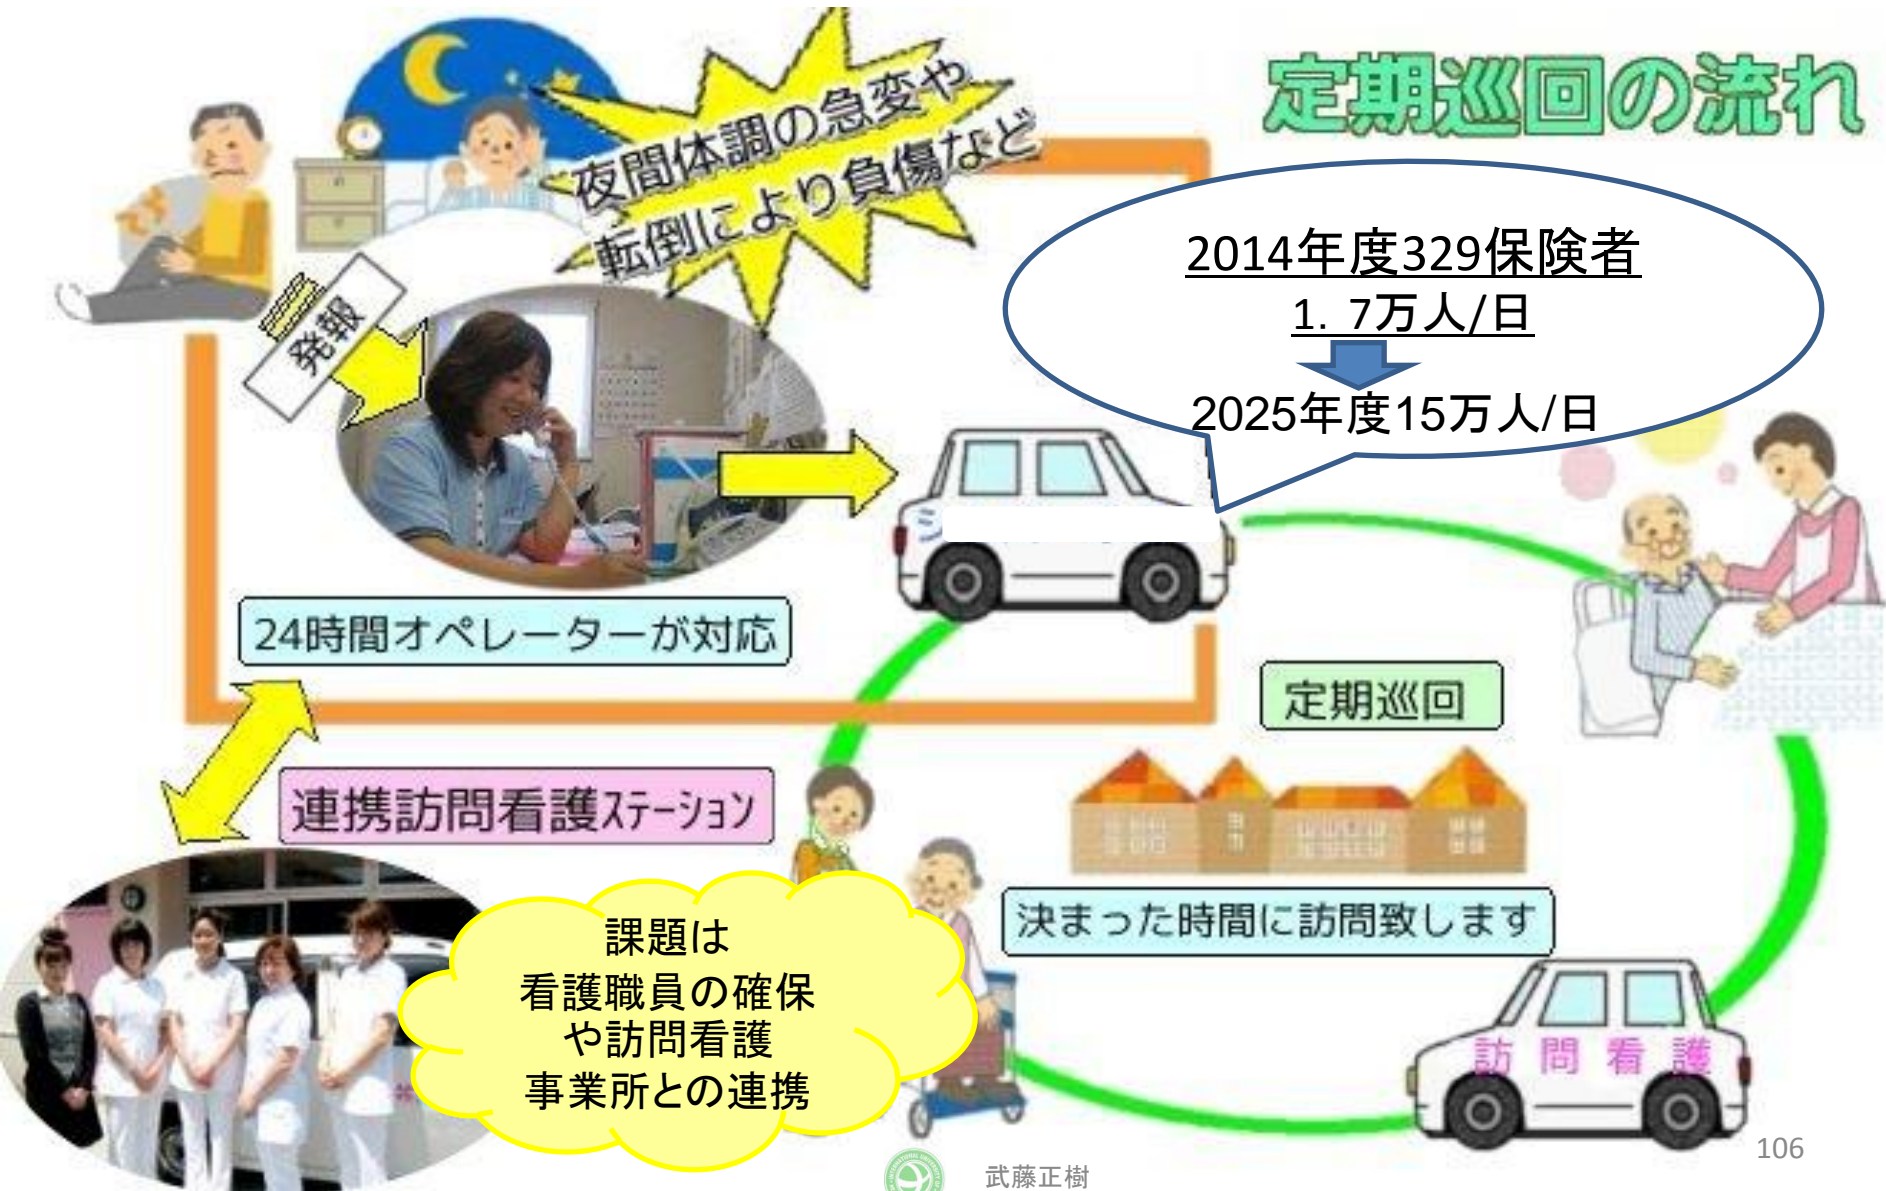 定期巡回の流れ
夜間体調の急変や
転倒により負傷など
2014年度329保険者
1．7万人/日
2025年度15万人/日
発報
24時間オペレーターが対応
定期巡回
連携訪問看護ｽﾃｰｼｮﾝ
決まった時間に訪問致します
課題は
看護職員の確保
や訪問看護
事業所との連携
訪問看護
武藤正樹
106